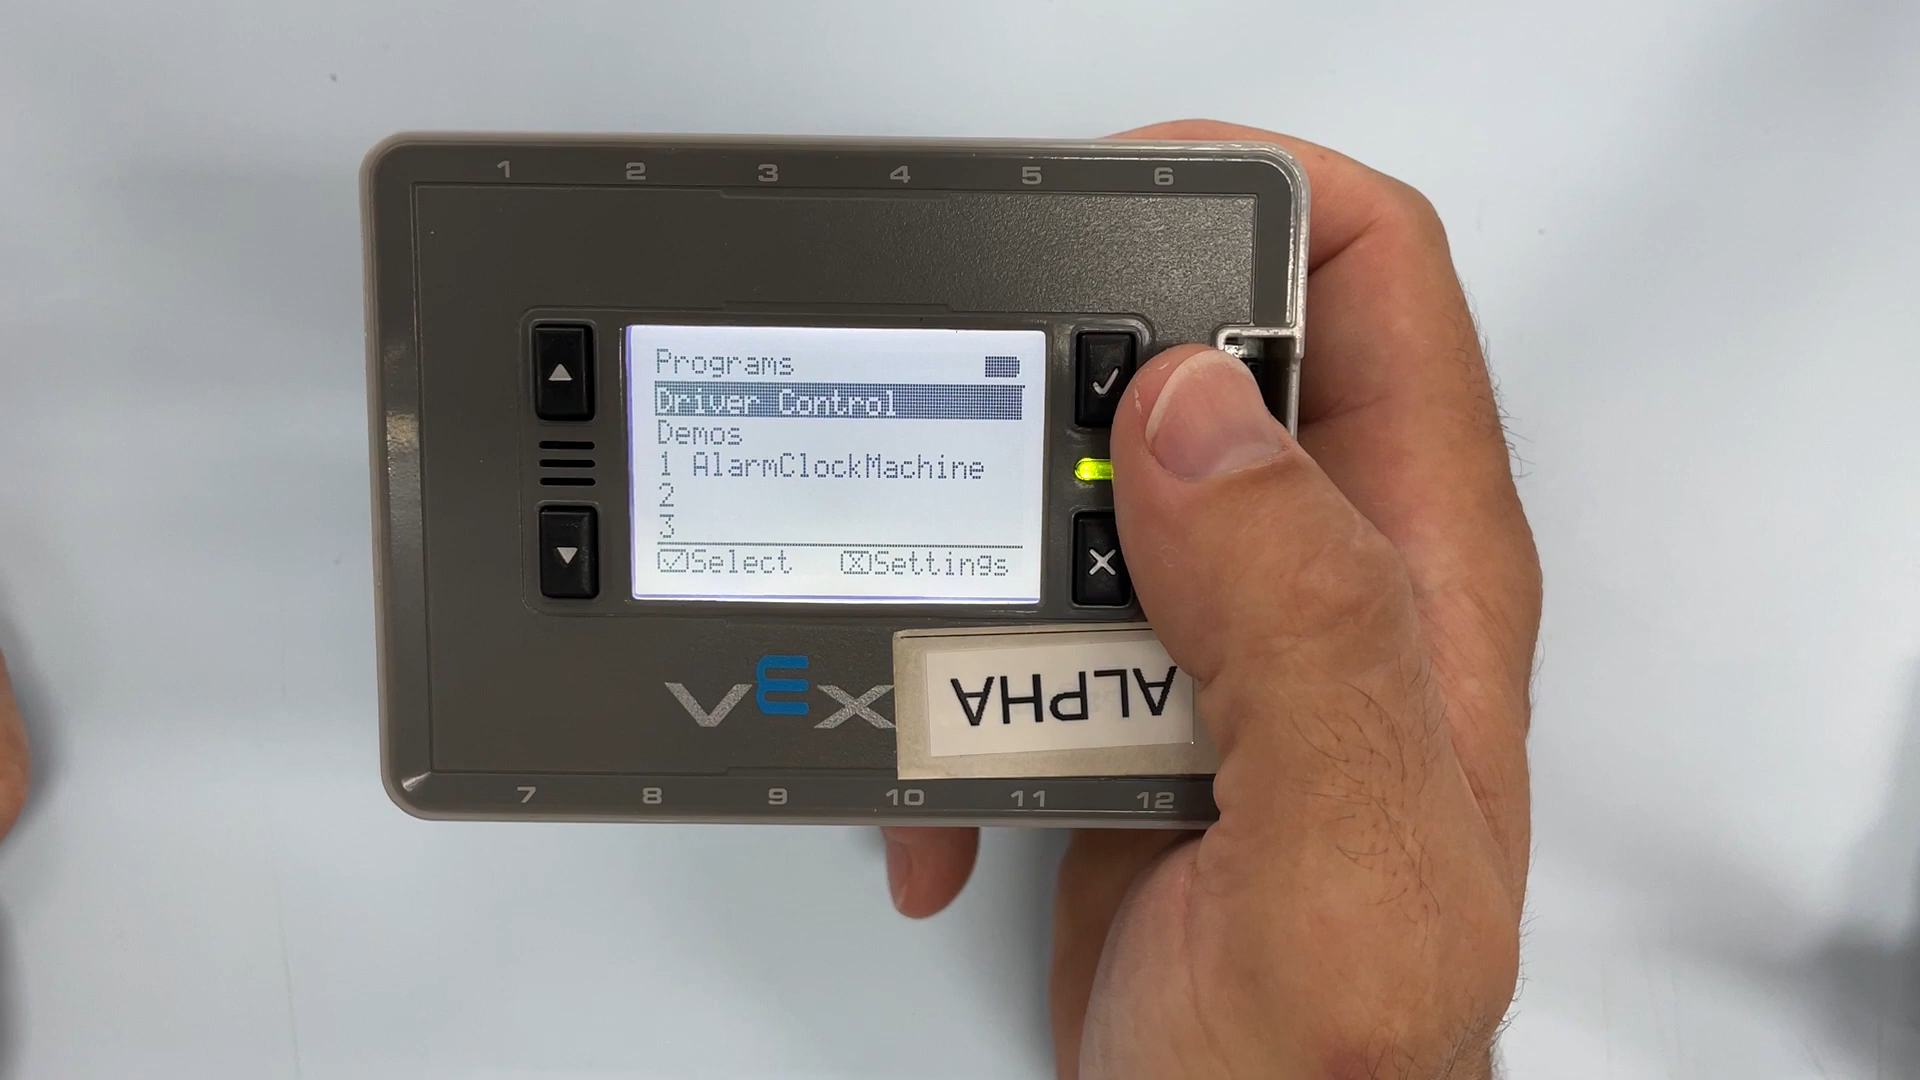 1 2 3 4 5 6
Programs
Driver Control
Demos
1 AlarmClockMachine
2
3
Select Settings
VEX
ALPHA
7 8 9 10 11 12